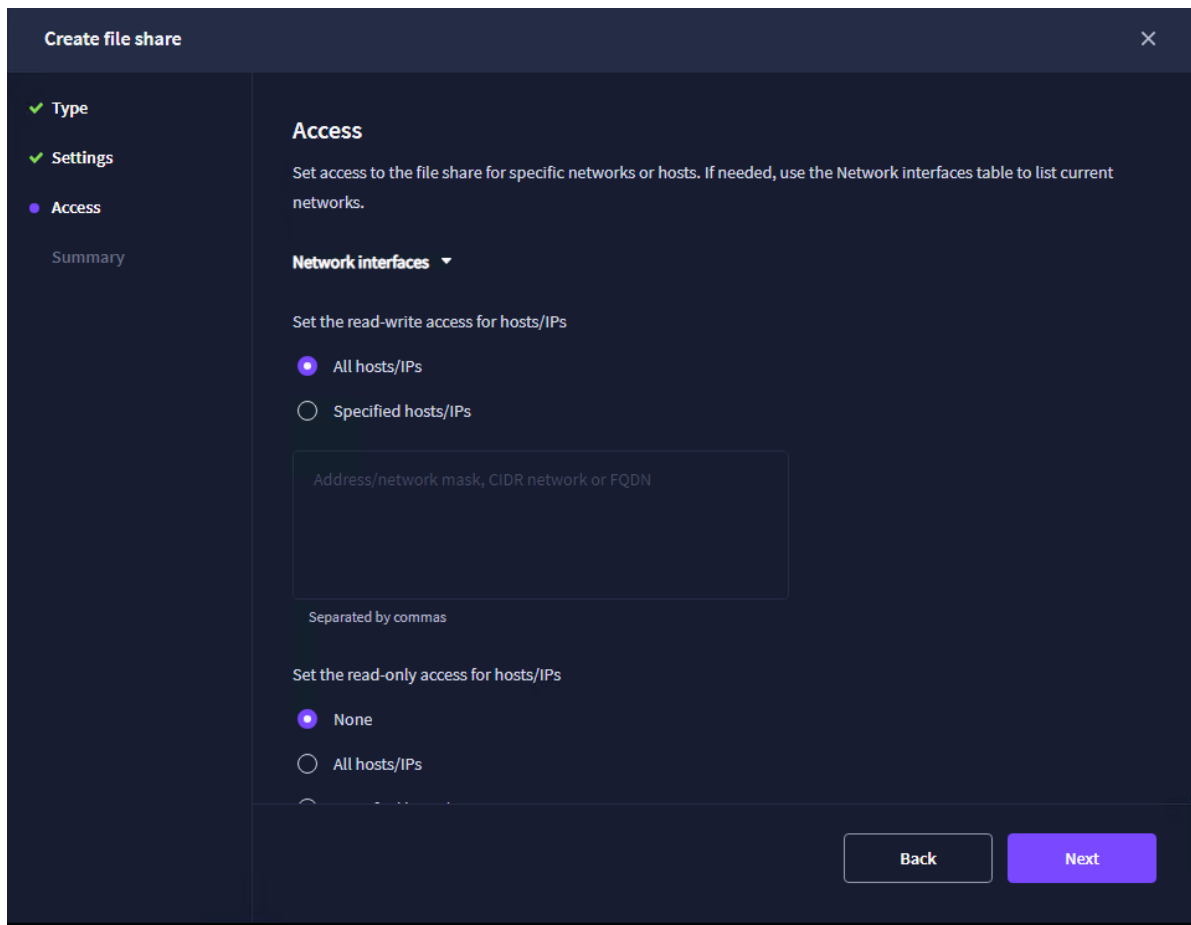 Create file share
Type
Settings
Access
Summary
Access
Set access to the file share for specific networks or hosts. If needed, use the Network interfaces table to list current
networks.
Network interfaces
Set the read-write access for hosts/IPs
All hosts/IPs
Specified hosts/IPs
Address/network mask, CIDR network or FQDN
Separated by commas
Set the read-only access for hosts/IPs
None
All hosts/IPs
Back
Next